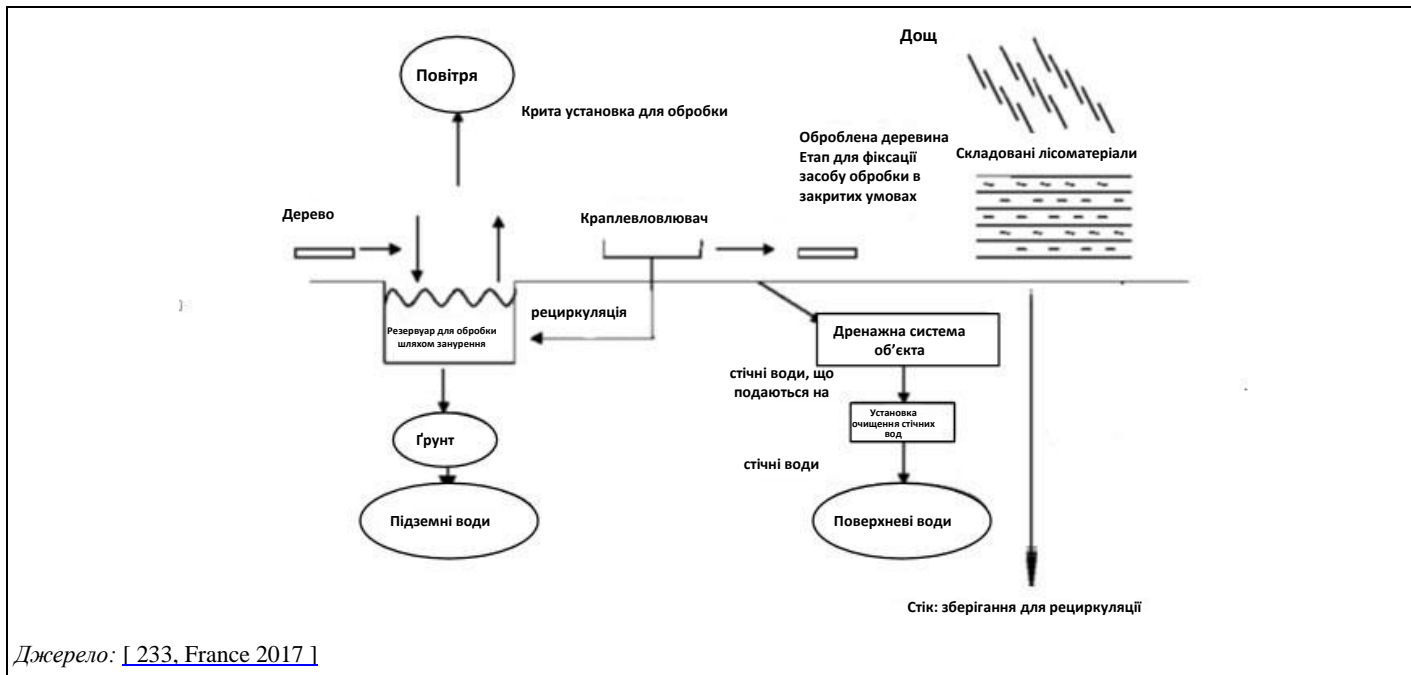 Дощ
Повітря
Крита установка для обробки
Оброблена деревина
Етап для фіксації
засобу обробки в
закритих умовах
Складовані лісоматеріали
Дерево
Краплевловлювач
рециркуляція
Резервуар для обробки
шляхом занурення
Дренажна система
об’єкта
стічні води, що
подаються на
Установка
очищення стічних
вод
Ґрунт
стічні води
Підземні води
Поверхневі води
Стік: зберігання для рециркуляції
Джерело: [ 233, France 2017 ]